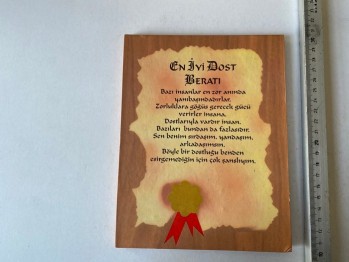 En İyi Dost
Beratı
Bazı insanlar en zor anında
yanıbaşındadırlar.
Zorluklara göğüs gerecek gücü
verirler insana.
Dostlarıyla vardır insan.
Bazıları bundan da fazlasıdır.
Sen benim sırdaşım, yandaşım,
arkadaşımsın.
Böyle bir dostluğu benden
esirgemediğin için çok şanslıyım.